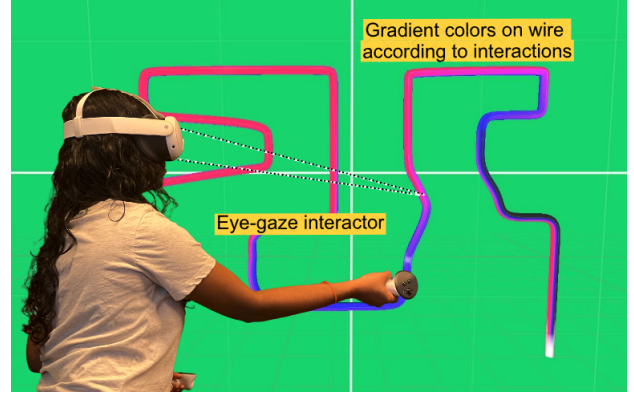 Gradient colors on wire
according to interactions
Eye-gaze interactor